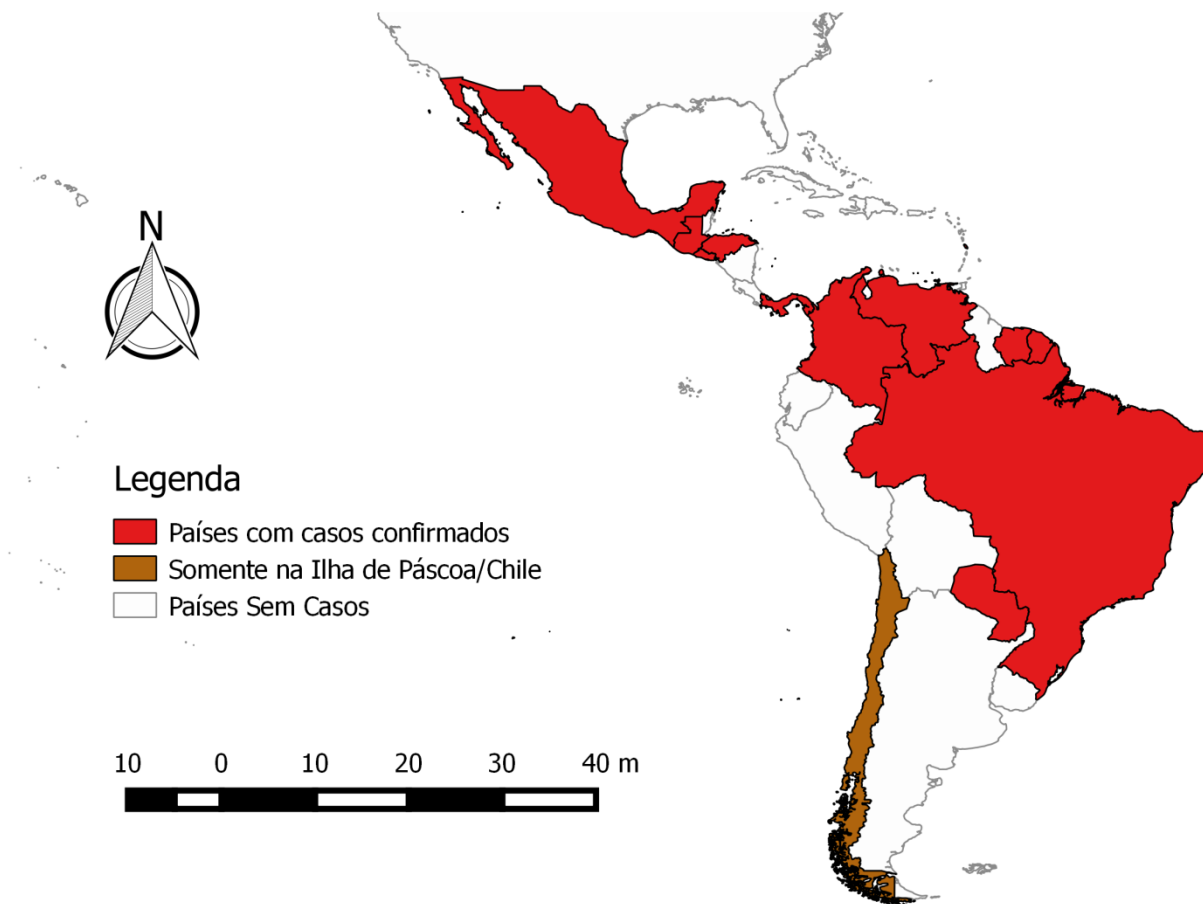 N
Legenda
Países com casos confirmados
Somente na Ilha de Páscoa/Chile
Países Sem Casos
10 0 10 20 30 40 m